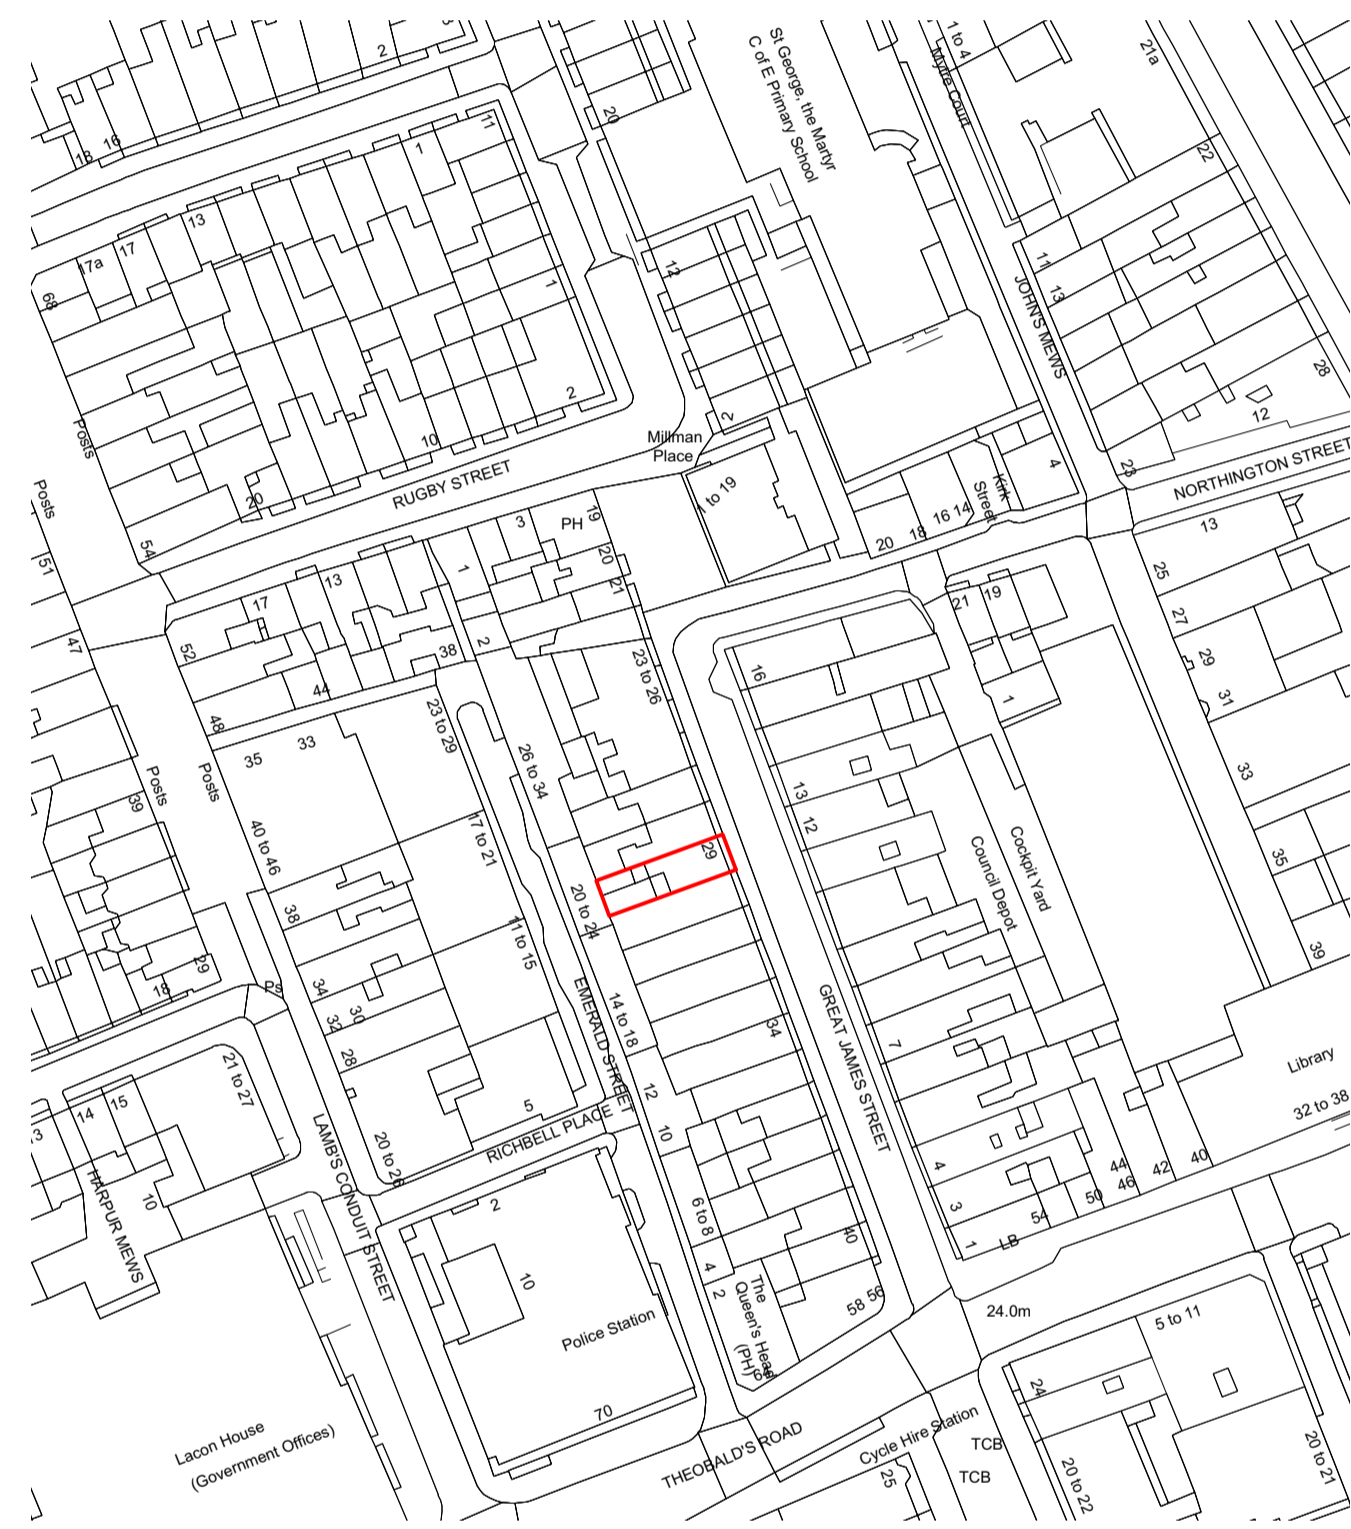 2
3
16
18
St George, the Martyr
C of E Primary School
1 to 4
Mytre Court
21a
22
20
11
1
13
17
17a
68
12
1
2
10
20
2
11
13
JOHN'S MEWS
28
12
23
NORTHINGTON STREET
Posts
Posts
51
54
RUGBY STREET
Millman
Place
1 to 19
4
Kirk
Street
16 14
18
20
13
25
27
29
31
33
35
39
3
PH
19
20
21
1
2
13
17
52
47
38
44
48
33
35
23 to 29
23 to 26
26 to 34
16
21
19
1
Posts
Posts
39
40 to 46
17 to 21
13
12
29
Council Depot
Cockpit Yard
38
20 to 24
11 to 15
29
18
Ps
34
32
30
28
EMERALD STREET
14 to 18
34
GREAT JAMES STREET
7
Library
32 to 38
21 to 27
14
15
13
HARPUR MEWS
10
LAMB'S CONDUIT STREET
20 to 26
5
RICHBELL PLACE
12
10
6 to 8
4
2
The
Queen's Head
(PH)
64
40
58
56
4
3
1
LB
54
50
46
44
42
40
24.0m
2
10
Police Station
70
5 to 11
24
Lacon House
(Government Offices)
THEOBALD'S ROAD
Cycle Hire Station
TCB
TCB
25
20 to 22
20 to 21